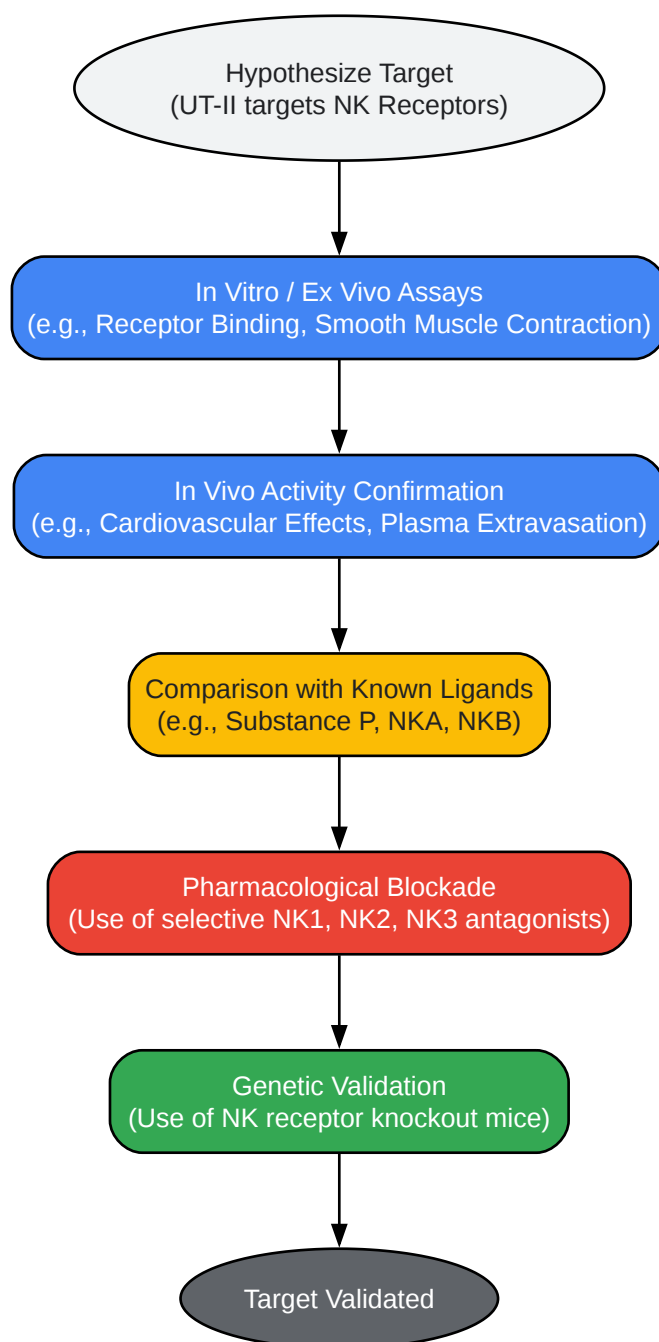 Hypothesize Target
(UT-II targets NK Receptors)
In Vitro / Ex Vivo Assays
(e.g., Receptor Binding, Smooth Muscle Contraction)
In Vivo Activity Confirmation
(e.g., Cardiovascular Effects, Plasma Extravasation)
Comparison with Known Ligands
(e.g., Substance P, NKA, NKB)
Pharmacological Blockade
(Use of selective NK1, NK2, NK3 antagonists)
Genetic Validation
(Use of NK receptor knockout mice)
Target Validated